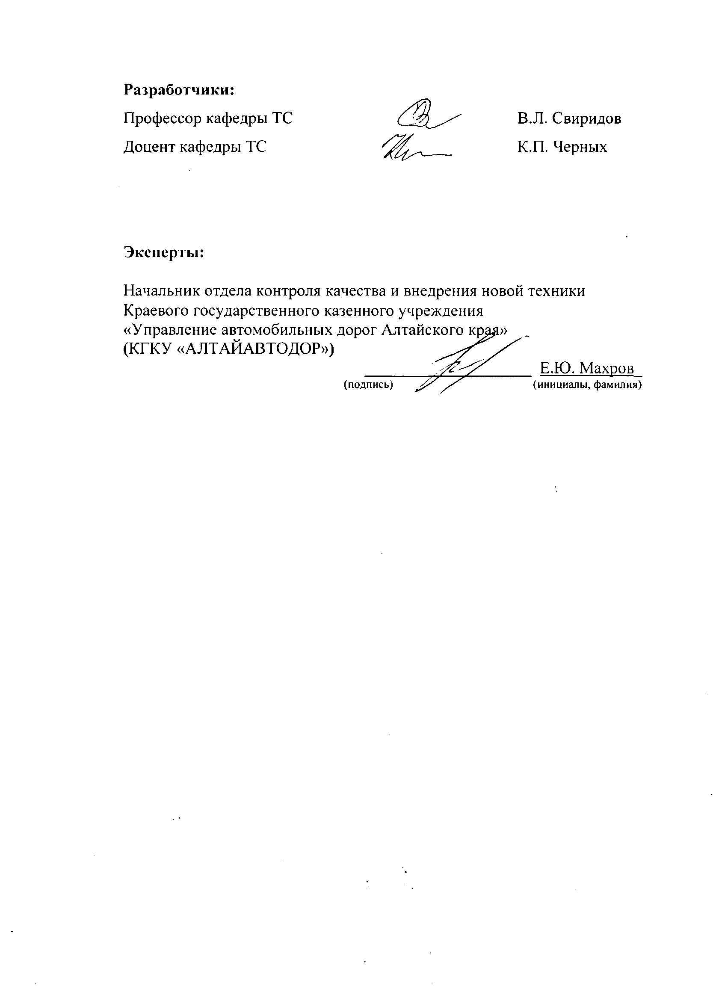 Разработчики:
Профессор кафедры ТС В.Л. Свиридов
Доцент кафедры ТС К.П. Черных
Эксперты:
Начальник отдела контроля качества и внедрения новой техники
Краевого государственного казенного учреждения
«Управление автомобильных дорог Алтайского края»
(КГКУ «АЛТАЙАВТОДОР»)
Е.Ю. Махров
(подпись) (инициалы, фамилия)